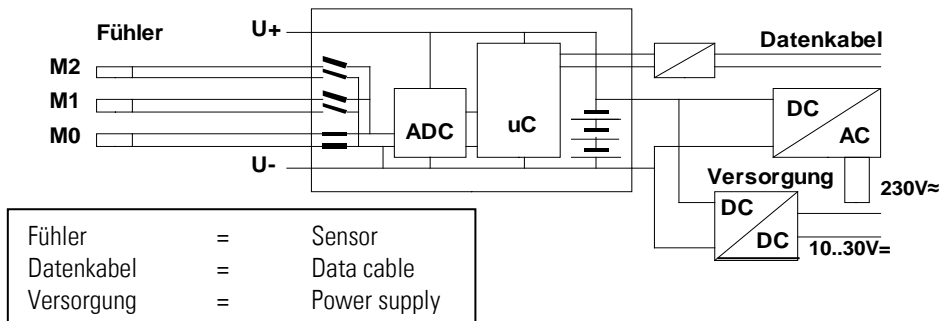 Fühler
U+
Datenkabel
M2
M1
M0
ADC
uC
DC
AC
U-
Versorgung
230V≈
DC
DC
10..30V=
Fühler = Sensor
Datenkabel = Data cable
Versorgung = Power supply